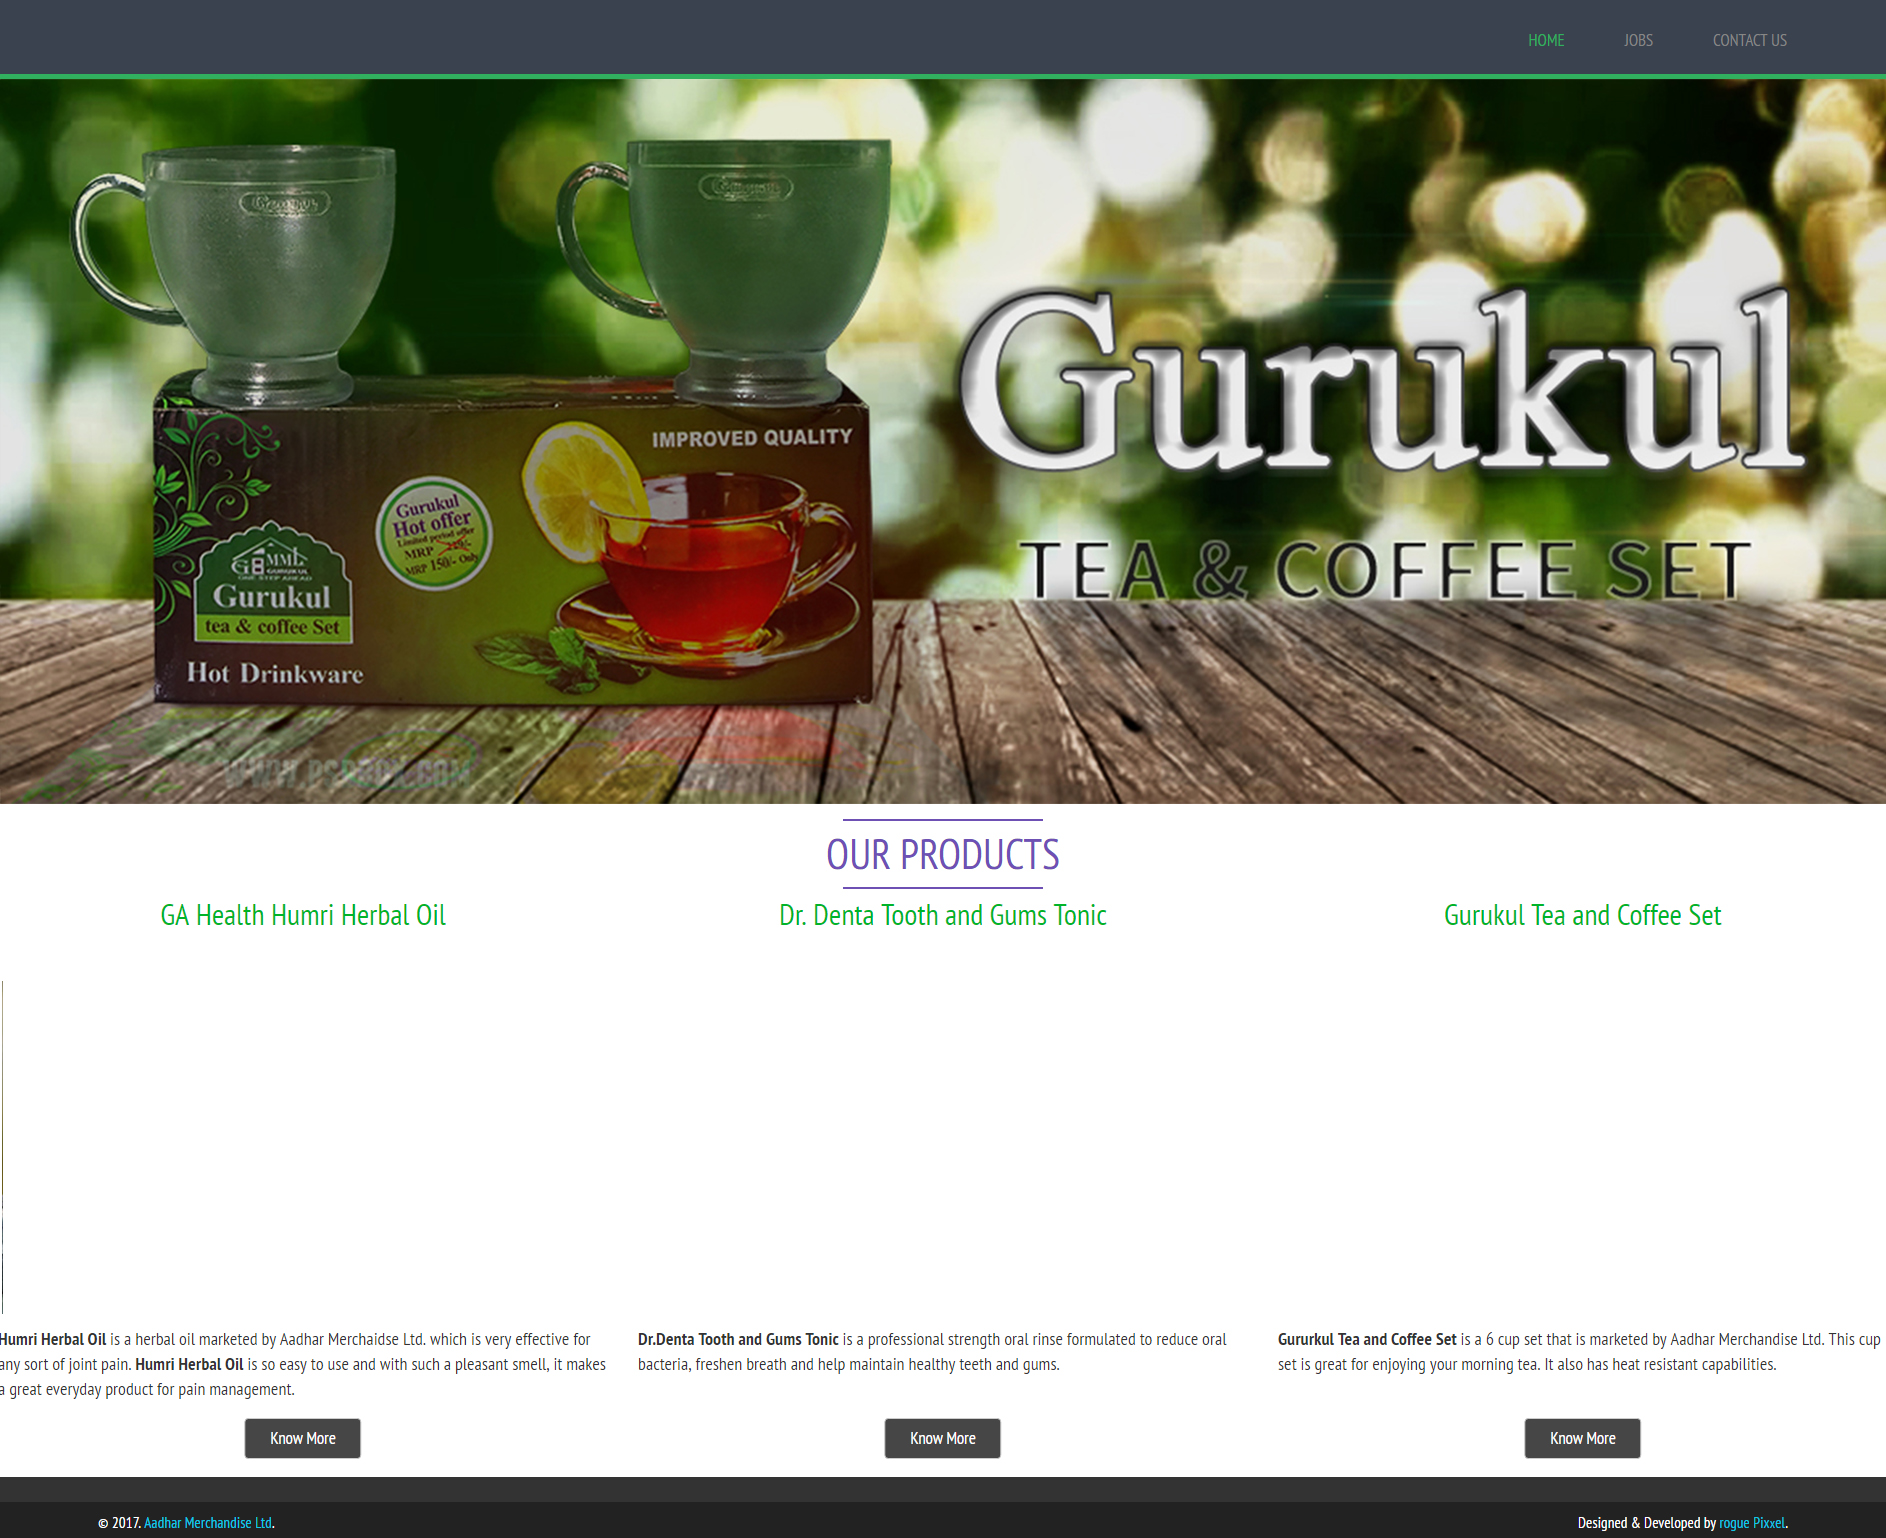 HOME
JOBS
CONTACT US
Gurukul
IMPROVED QUALITY
Gurukul
Hot offer
Limited period offer
MRP 219/-
MRP 150/- Only
MML
GURUKUL
ONE STEP AHEAD
Gurukul
tea & coffee Set
Hot Drinkware
Gurukul
TEA & COFFEE SET
WWW.PSDBOX.COM
OUR PRODUCTS
GA Health Humri Herbal Oil
Dr. Denta Tooth and Gums Tonic
Gurukul Tea and Coffee Set
Humri Herbal Oil is a herbal oil marketed by Aadhar Merchaidse Ltd. which is very effective for
any sort of joint pain. Humri Herbal Oil is so easy to use and with such a pleasant smell, it makes
a great everyday product for pain management.
Dr.Denta Tooth and Gums Tonic is a professional strength oral rinse formulated to reduce oral
bacteria, freshen breath and help maintain healthy teeth and gums.
Gururkul Tea and Coffee Set is a 6 cup set that is marketed by Aadhar Merchandise Ltd. This cup
set is great for enjoying your morning tea. It also has heat resistant capabilities.
Know More
Know More
Know More
© 2017. Aadhar Merchandise Ltd.
Designed & Developed by rogue Pixxel.